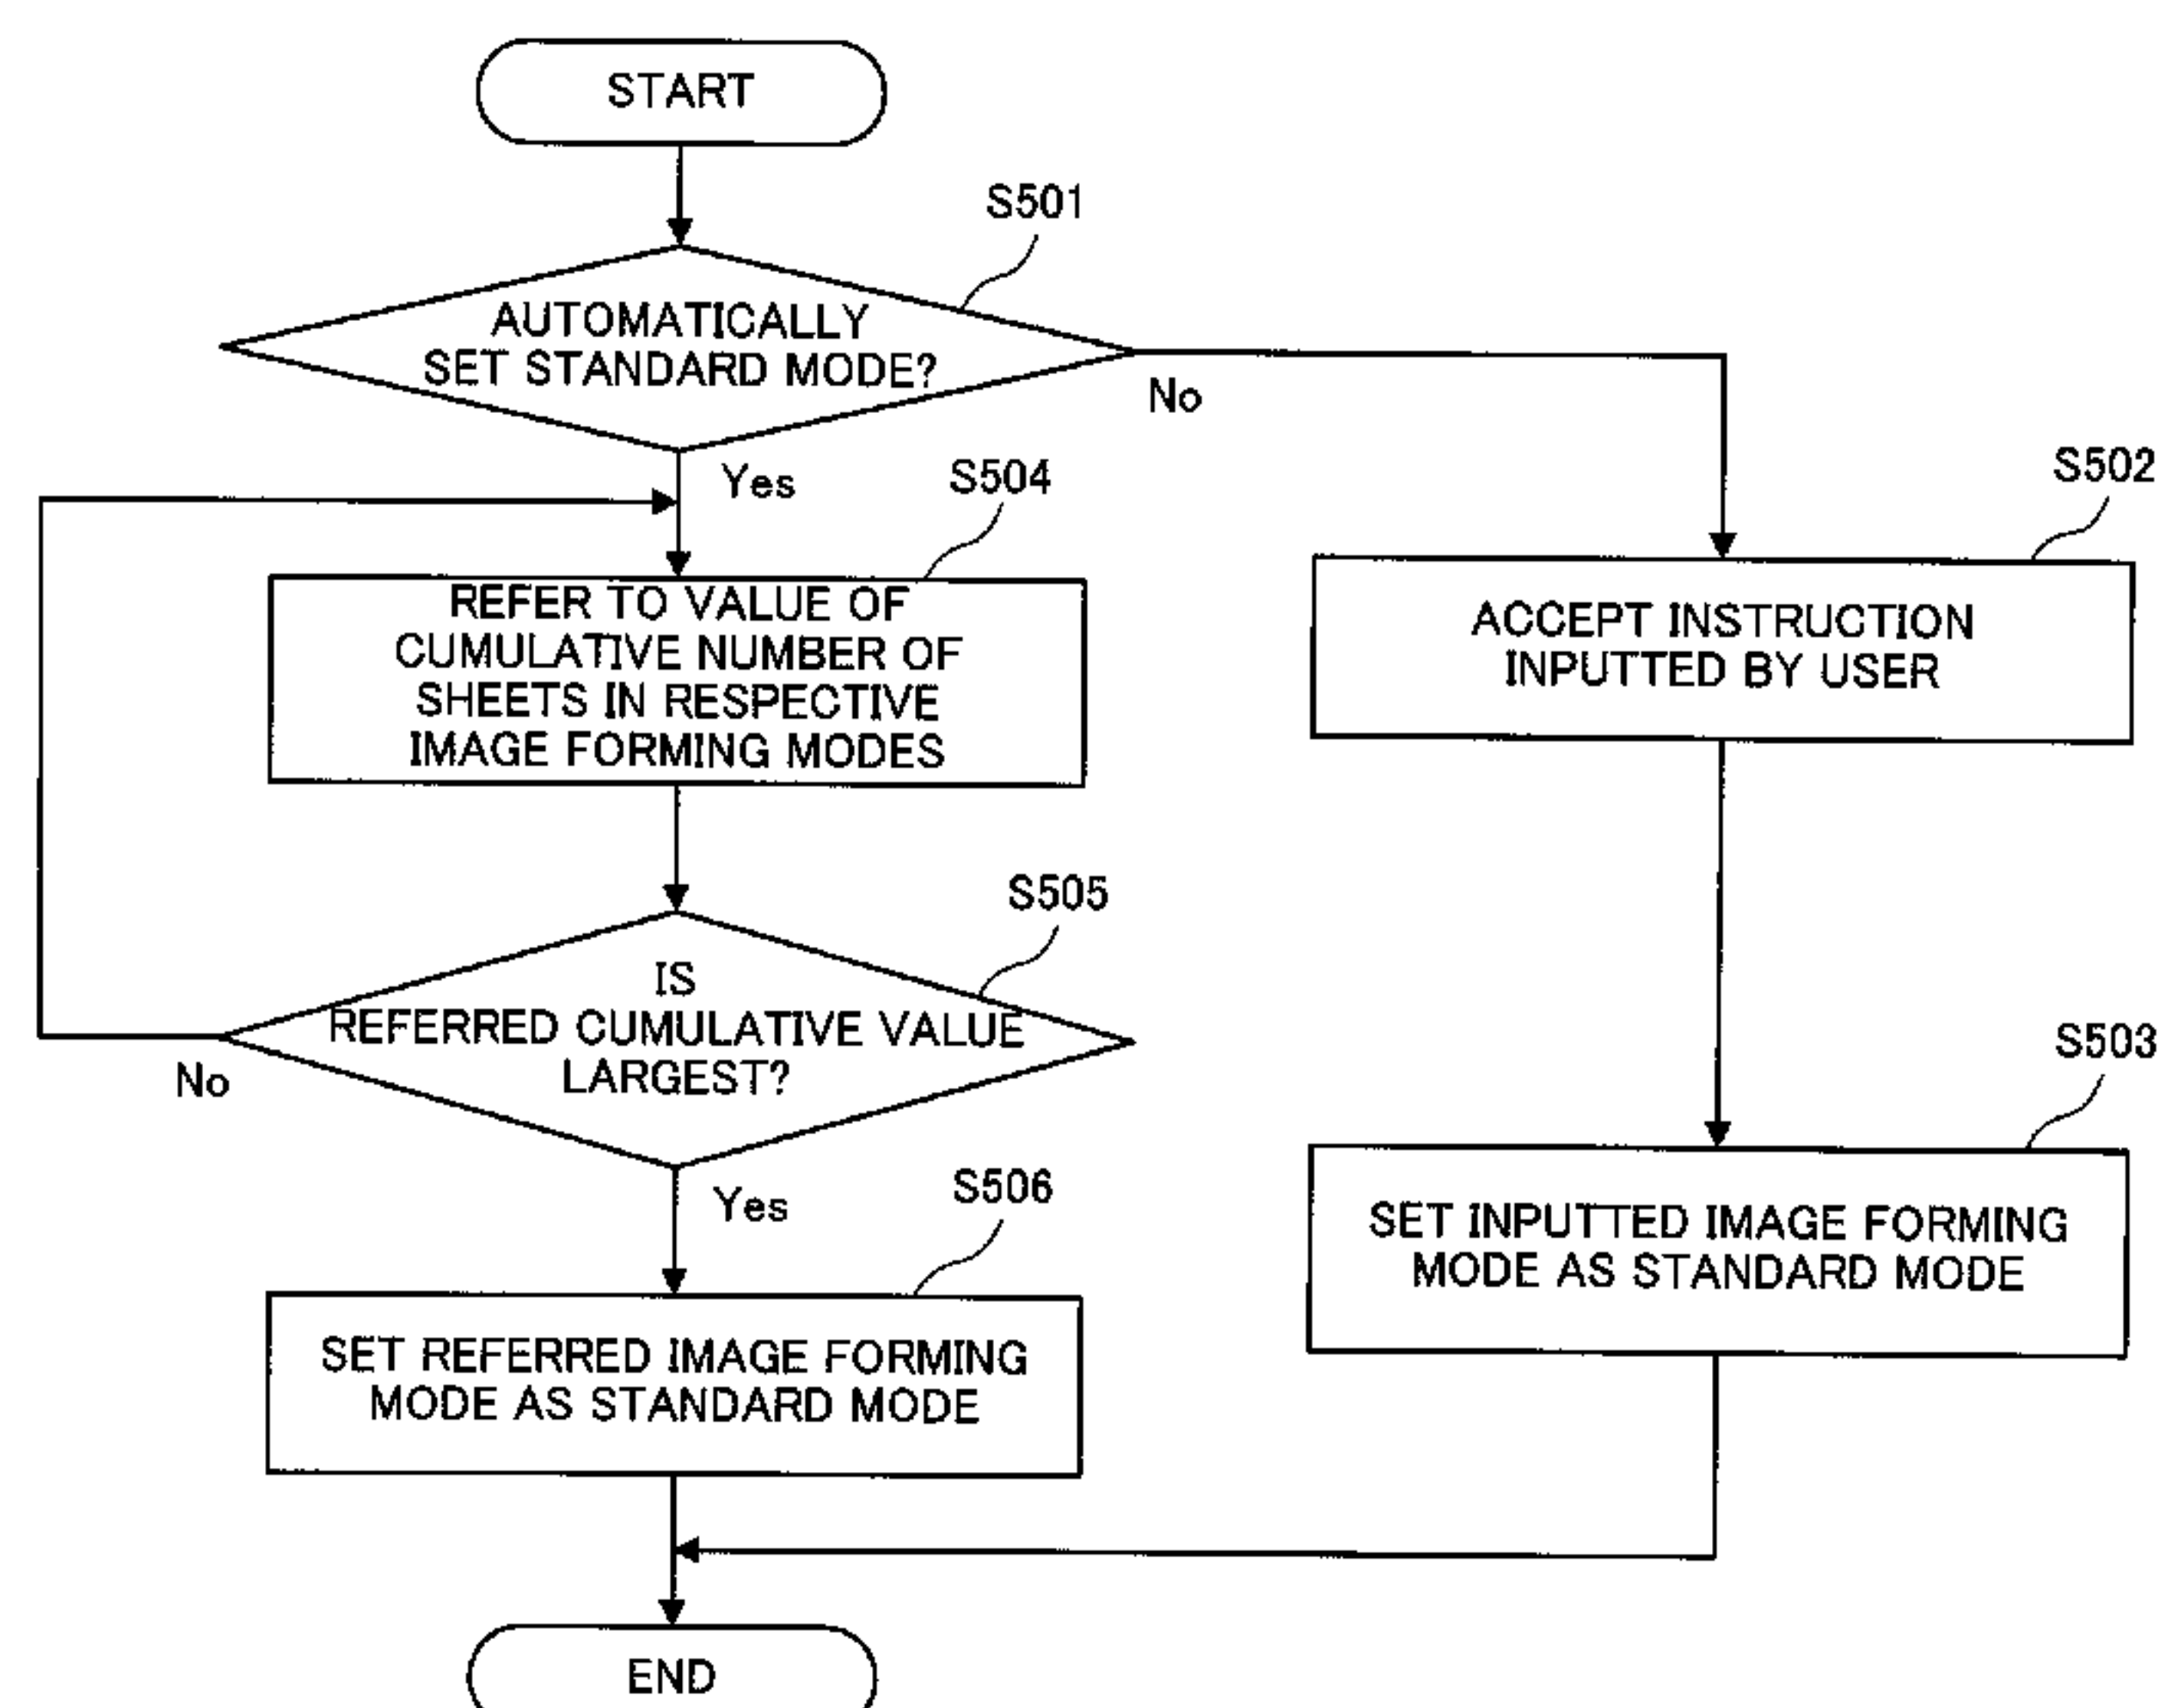 START
S501
AUTOMATICALLY
SET STANDARD MODE?
No
Yes
S504
S502
REFER TO VALUE OF
CUMULATIVE NUMBER OF
SHEETS IN RESPECTIVE
IMAGE FORMING MODES
ACCEPT INSTRUCTION
INPUTTED BY USER
S505
IS
REFERRED CUMULATIVE VALUE
LARGEST?
No
Yes
S503
S506
SET INPUTTED IMAGE FORMING
MODE AS STANDARD MODE
SET REFERRED IMAGE FORMING
MODE AS STANDARD MODE
END